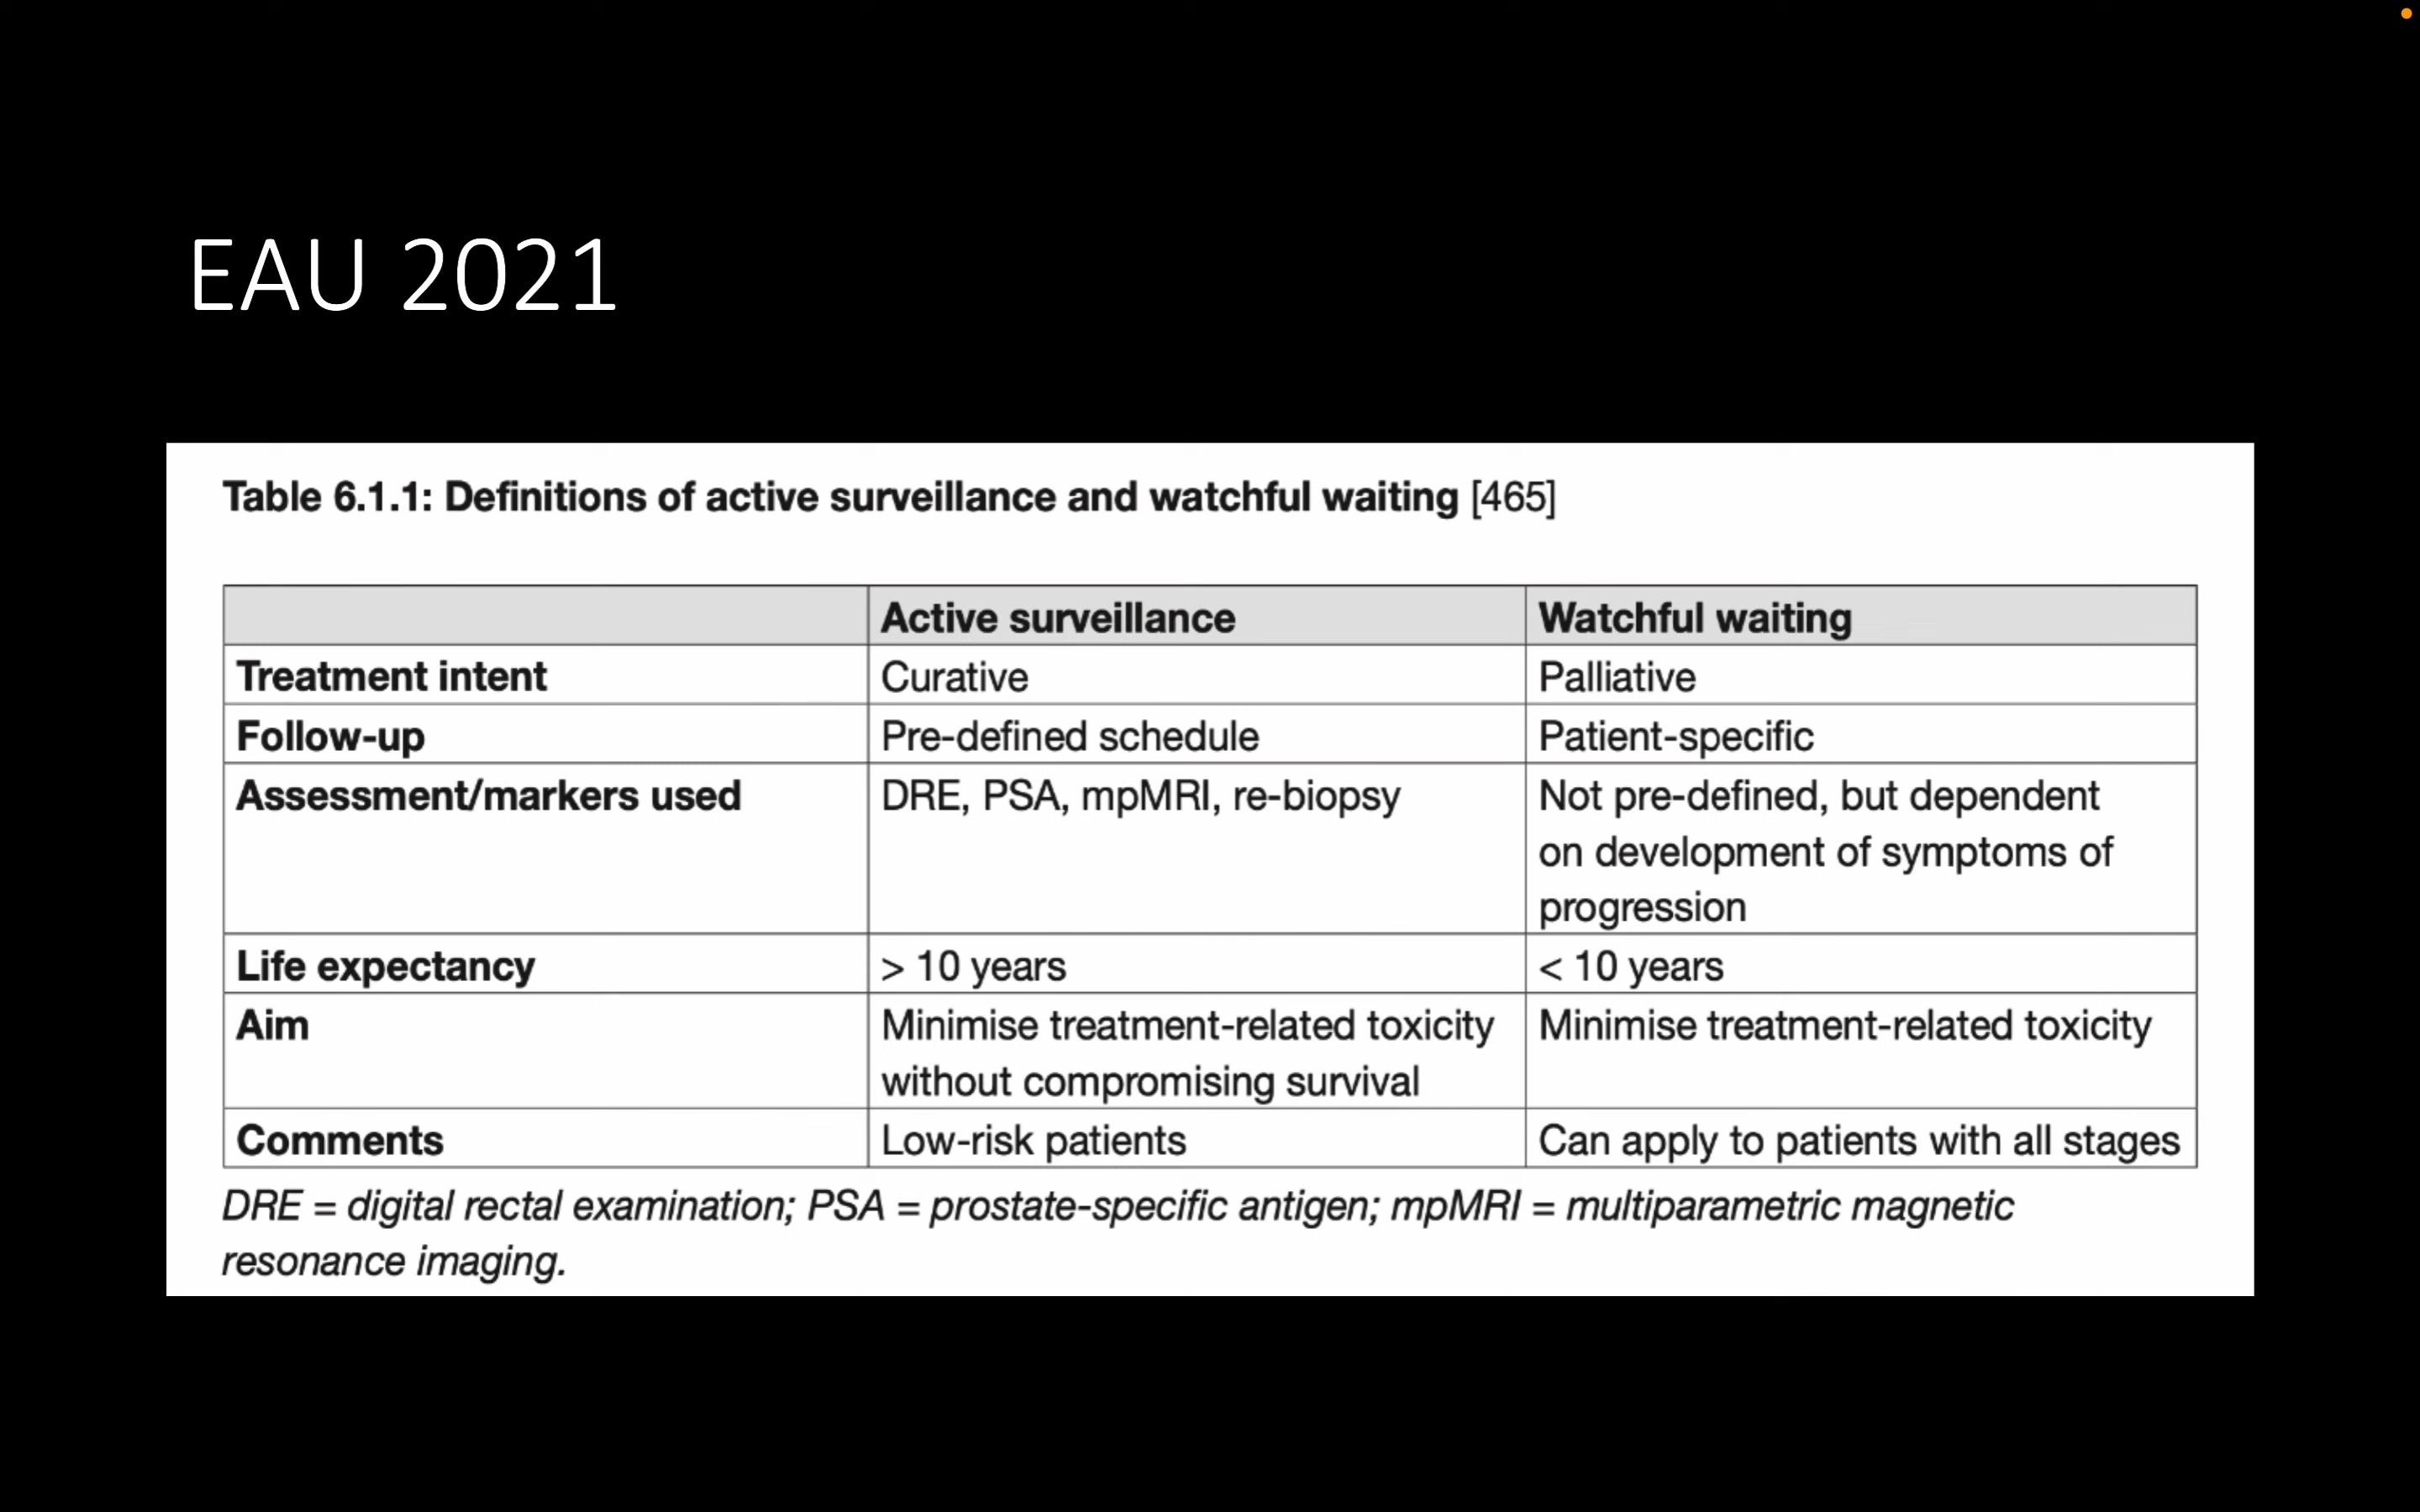 EAU 2021
Table 6.1.1: Definitions of active surveillance and watchful waiting [465]
Active surveillance Watchful waiting
Treatment intent Curative Palliative
Follow-up Pre-defined schedule Patient-specific
Assessment/markers used DRE, PSA, mpMRI, re-biopsy Not pre-defined, but dependent
on development of symptoms of
progression
Life expectancy > 10 years < 10 years
Aim Minimise treatment-related toxicity Minimise treatment-related toxicity
without compromising survival
Comments Low-risk patients Can apply to patients with all stages
DRE = digital rectal examination; PSA = prostate-specific antigen; mpMRI = multiparametric magnetic
resonance imaging.